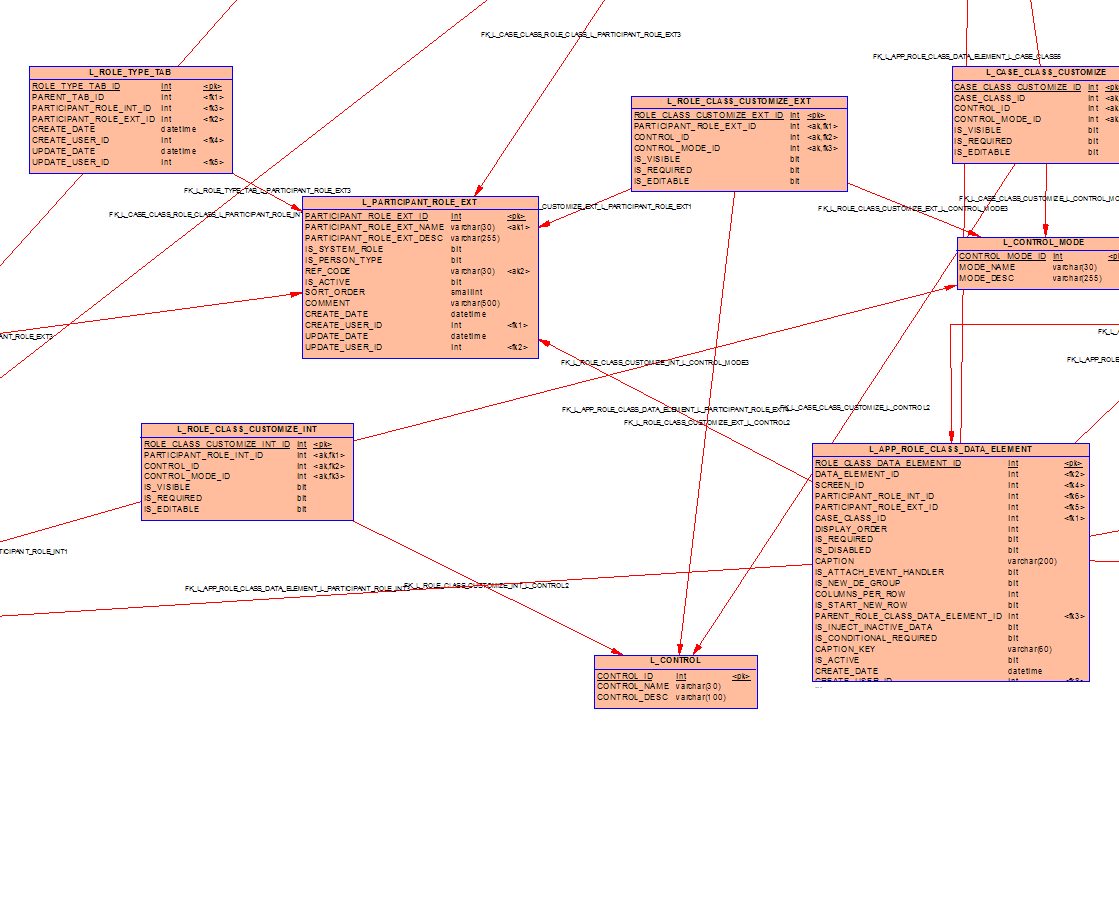 FK_L_CASE_CLASS_ROLE_CLASS_L_PARTICIPANT_ROLE_EXT3
FK_L_APP_ROLE_CLASS_DATA_ELEMENT_L_CASE_CLASS5
L_ROLE_TYPE_TAB
ROLE_TYPE_TAB_ID int <pk>
PARENT_TAB_ID int <fk1>
PARTICIPANT_ROLE_INT_ID int <fk3>
PARTICIPANT_ROLE_EXT_ID int <fk2>
CREATE_DATE datetime
CREATE_USER_ID int <fk4>
UPDATE_DATE datetime
UPDATE_USER_ID int <fk5>
L_ROLE_CLASS_CUSTOMIZE_EXT
ROLE_CLASS_CUSTOMIZE_EXT_ID int <pk>
PARTICIPANT_ROLE_EXT_ID int <ak,fk1>
CONTROL_ID int <ak,fk2>
CONTROL_MODE_ID int <ak,fk3>
IS_VISIBLE bit
IS_REQUIRED bit
IS_EDITABLE bit
L_CASE_CLASS_CUSTOMIZE
CASE_CLASS_CUSTOMIZE_ID int <pk
CASE_CLASS_ID int <ak
CONTROL_ID int <ak
CONTROL_MODE_ID int <ak
IS_VISIBLE bit
IS_REQUIRED bit
IS_EDITABLE bit
FK_L_ROLE_TYPE_TAB_L_PARTICIPANT_ROLE_EXT3
FK_L_CASE_CLASS_ROLE_CLASS_L_PARTICIPANT_ROLE_IN
CUSTOMIZE_EXT_L_PARTICIPANT_ROLE_EXT1
FK_L_ROLE_CLASS_CUSTOMIZE_EXT_L_CONTROL_MODE3
FK_L_CASE_CLASS_CUSTOMIZE_L_CONTROL_MO
L_PARTICIPANT_ROLE_EXT
PARTICIPANT_ROLE_EXT_ID int <pk>
PARTICIPANT_ROLE_EXT_NAME varchar(30) <ak1>
PARTICIPANT_ROLE_EXT_DESC varchar(255)
IS_SYSTEM_ROLE bit
IS_PERSON_TYPE bit
REF_CODE varchar(30) <ak2>
IS_ACTIVE bit
SORT_ORDER smallint
COMMENT varchar(500)
CREATE_DATE datetime
CREATE_USER_ID int <fk1>
UPDATE_DATE datetime
UPDATE_USER_ID int <fk2>
L_CONTROL_MODE
CONTROL_MODE_ID int <pk
MODE_NAME varchar(30)
MODE_DESC varchar(255)
ANT_ROLE_EXT3
FK_L_ROLE_CLASS_CUSTOMIZE_INT_L_CONTROL_MODE3
FK_L_APP_ROLE
FK_L_APP_ROLE_CLASS_DATA_ELEMENT_L_PARTICIPANT_ROLE_EXT
CASE_CLASS_CUSTOMIZE_L_CONTROL2
FK_L_ROLE_CLASS_CUSTOMIZE_EXT_L_CONTROL2
L_ROLE_CLASS_CUSTOMIZE_INT
ROLE_CLASS_CUSTOMIZE_INT_ID int <pk>
PARTICIPANT_ROLE_INT_ID int <ak,fk1>
CONTROL_ID int <ak,fk2>
CONTROL_MODE_ID int <ak,fk3>
IS_VISIBLE bit
IS_REQUIRED bit
IS_EDITABLE bit
L_APP_ROLE_CLASS_DATA_ELEMENT
ROLE_CLASS_DATA_ELEMENT_ID int <pk>
DATA_ELEMENT_ID int <fk2>
SCREEN_ID int <fk4>
PARTICIPANT_ROLE_INT_ID int <fk6>
PARTICIPANT_ROLE_EXT_ID int <fk5>
CASE_CLASS_ID int <fk1>
DISPLAY_ORDER int
IS_REQUIRED bit
IS_DISABLED bit
CAPTION varchar(200)
IS_ATTACH_EVENT_HANDLER bit
IS_NEW_DE_GROUP bit
COLUMNS_PER_ROW int
IS_START_NEW_ROW bit
PARENT_ROLE_CLASS_DATA_ELEMENT_ID int <fk3>
IS_INJECT_INACTIVE_DATA bit
IS_CONDITIONAL_REQUIRED bit
CAPTION_KEY varchar(60)
IS_ACTIVE bit
CREATE_DATE datetime
CREATE_USER_ID int
...
TICIPANT_ROLE_INT1
FK_L_APP_ROLE_CLASS_DATA_ELEMENT_L_PARTICIPANT_ROLE_INT
FK_L_ROLE_CLASS_CUSTOMIZE_INT_L_CONTROL2
L_CONTROL
CONTROL_ID int <pk>
CONTROL_NAME varchar(30)
CONTROL_DESC varchar(100)